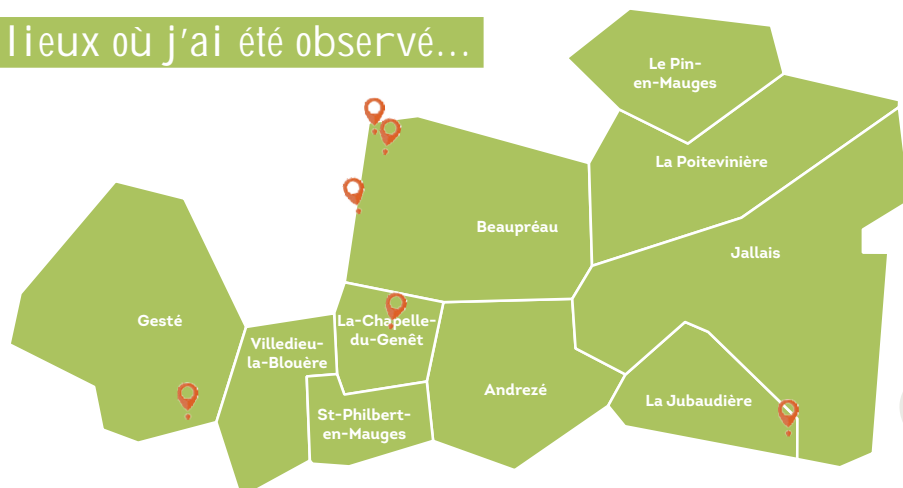 lieux où j'ai été observé...
Le Pin-
en-Mauges
La Poitevinière
Beaupréau
Jallais
Gesté
La-Chapelle-
du-Genêt
Villedieu-
la-Blouère
Andrezé
La Jubaudière
St-Philbert-
en-Mauges